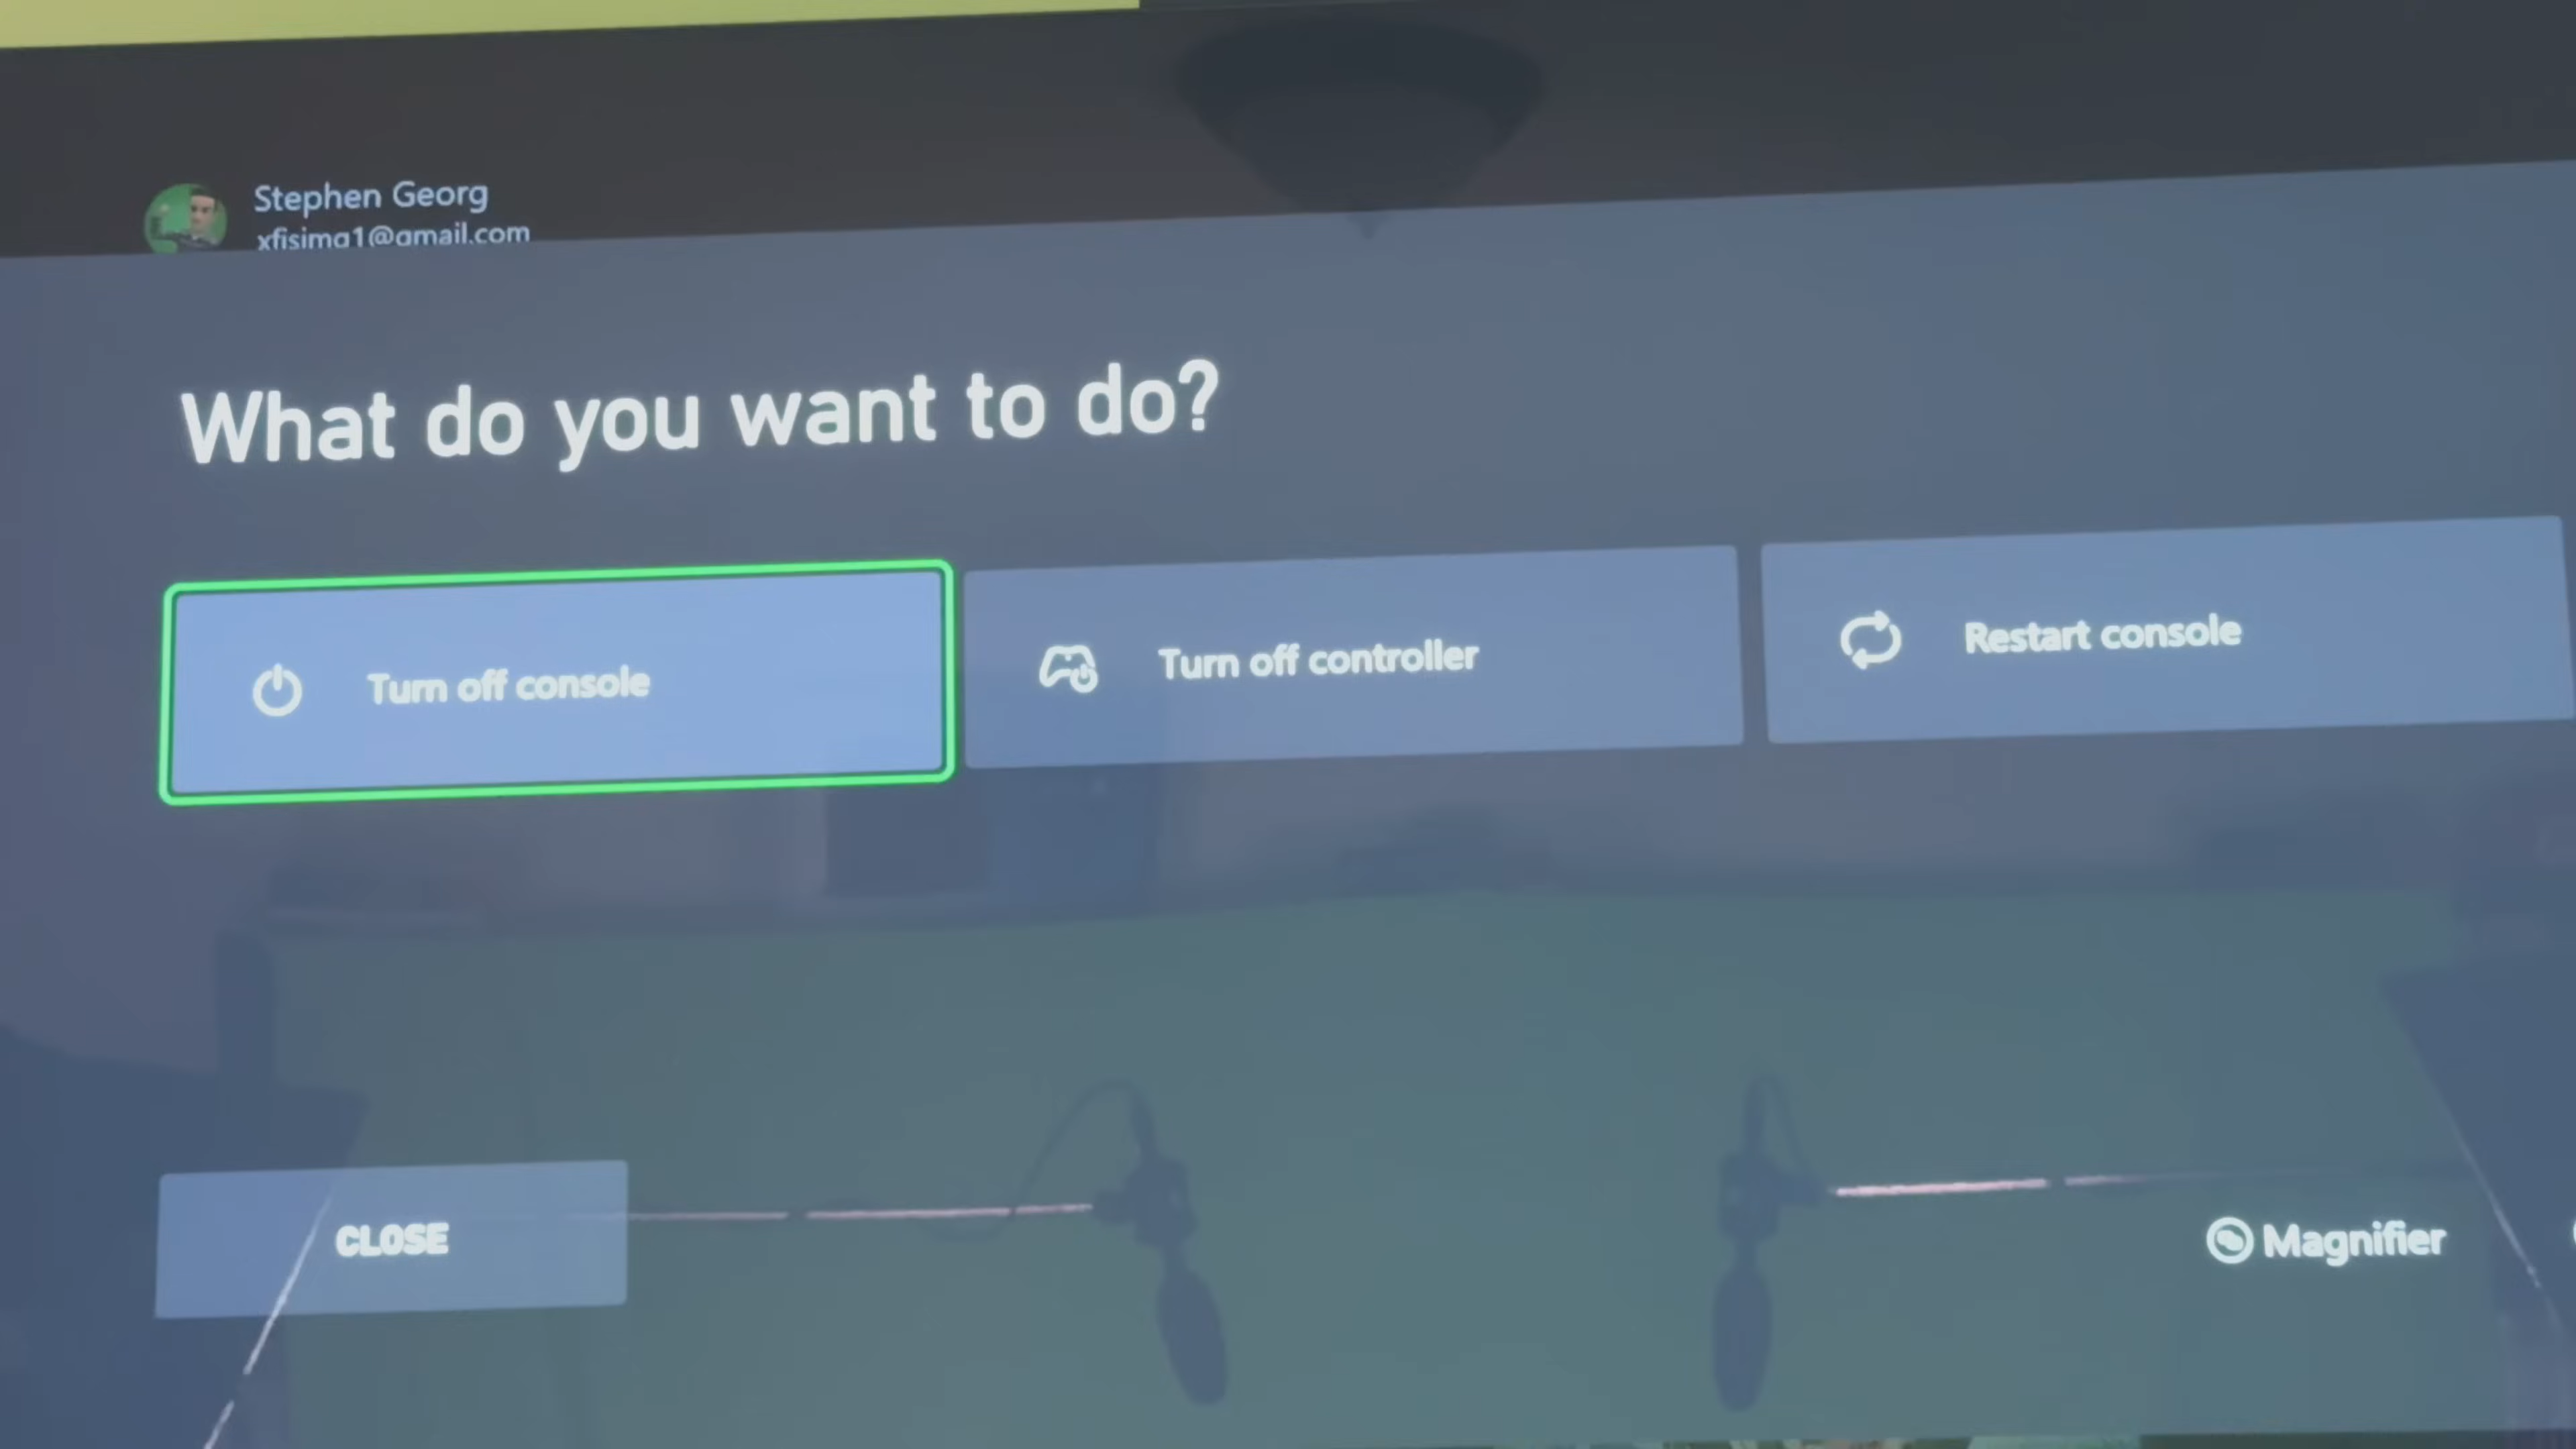 Stephen Georg
xfisima1@gmail.com
What do you want to do?
Turn off console
Turn off controller
Restart console
CLOSE
Magnifier